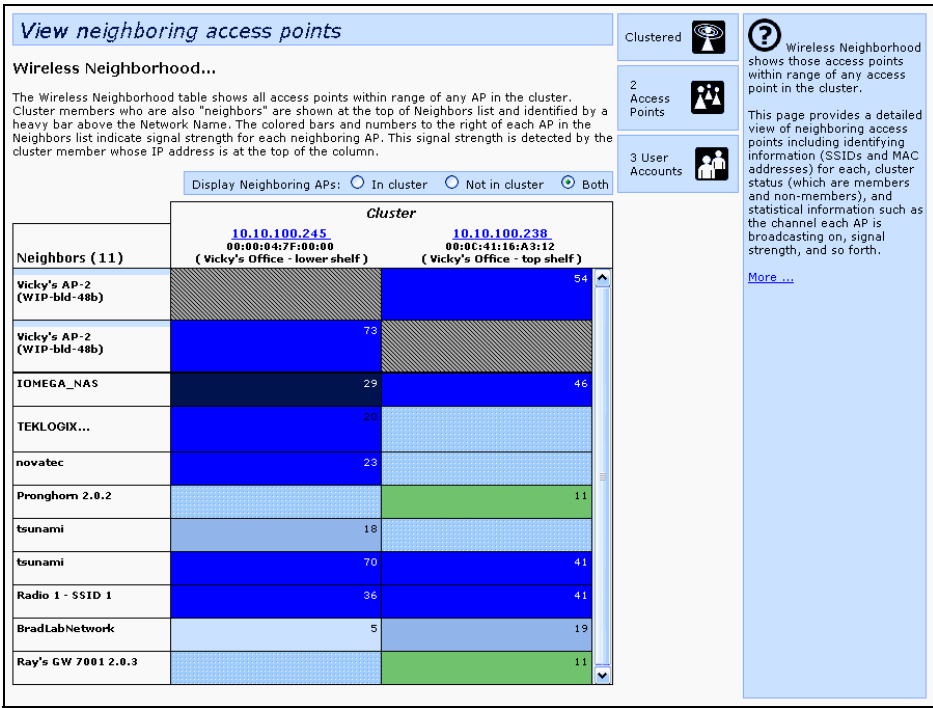 View neighboring access points
Wireless Neighborhood...
The Wireless Neighborhood table shows all access points within range of any AP in the cluster.
Cluster members who are also "neighbors" are shown at the top of Neighbors list and identified by a
heavy bar above the Network Name. The colored bars and numbers to the right of each AP in the
Neighbors list indicate signal strength for each neighboring AP. This signal strength is detected by the
cluster member whose IP address is at the top of the column.
Display Neighboring APs: In cluster Not in cluster Both
Cluster
Neighbors (11)
10.10.100.245
00:00:04:7F:00:00
( Vicky's Office - lower shelf )
10.10.100.238
00:0C:41:16:A3:12
( Vicky's Office - top shelf )
Vicky's AP-2
(WIP-bld-48b)
54
Vicky's AP-2
(WIP-bld-48b)
73
IOMEGA_NAS 29 46
TEKLOGIX... 20
novatec 23
Pronghorn 2.0.2 11
tsunami 18
tsunami 70 41
Radio 1 - SSID 1 36 41
BradLabNetwork 5 19
Ray's GW 7001 2.0.3 11
Clustered
2
Access
Points
3 User
Accounts
? Wireless Neighborhood
shows those access points
within range of any access
point in the cluster.
This page provides a detailed
view of neighboring access
points including identifying
information (SSIDs and MAC
addresses) for each, cluster
status (which are members
and non-members), and
statistical information such as
the channel each AP is
broadcasting on, signal
strength, and so forth.
More ...